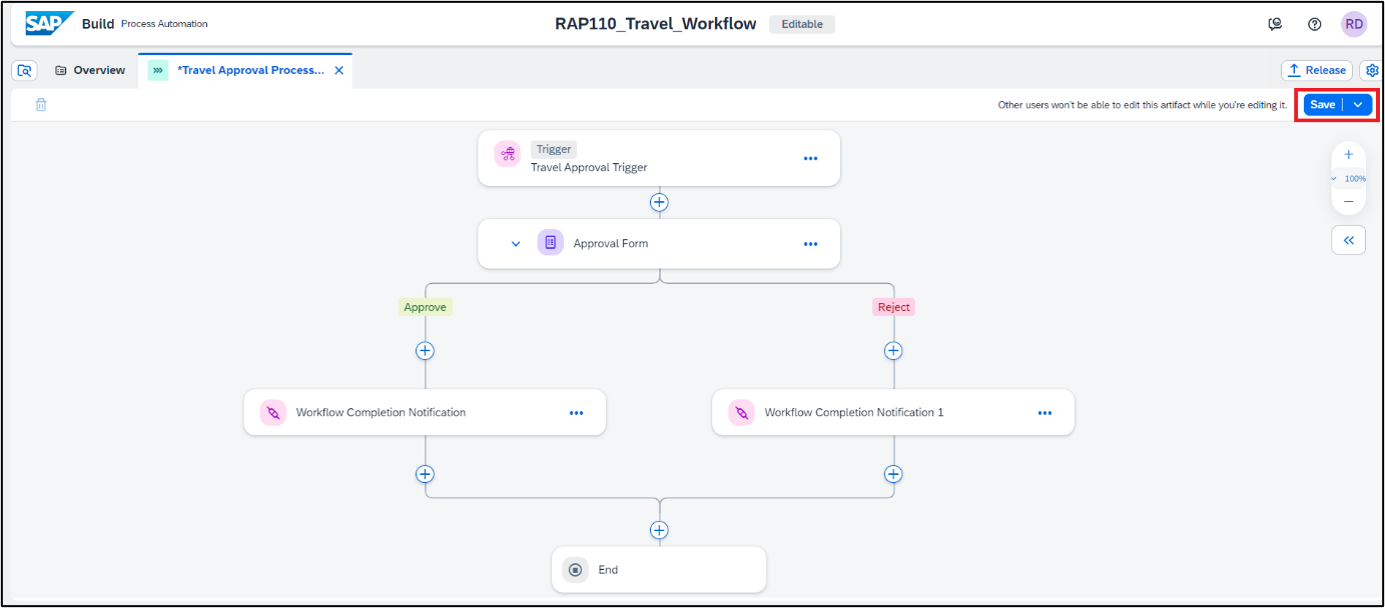 SAP Build Process Automation
RAP110_Travel_Workflow Editable
RD
Overview
*Travel Approval Process...
Release
Other users won't be able to edit this artifact while you're editing it.
Save
Trigger
Travel Approval Trigger
100%
Approval Form
Approve
Reject
Workflow Completion Notification
Workflow Completion Notification 1
End